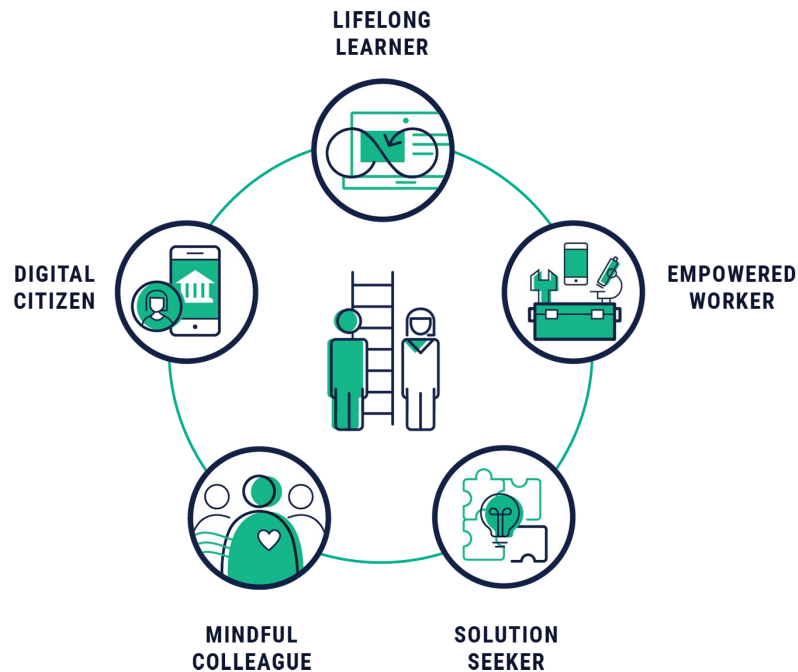 LIFELONG
LEARNER
DIGITAL
CITIZEN
EMPOWERED
WORKER
MINDFUL
COLLEAGUE
SOLUTION
SEEKER